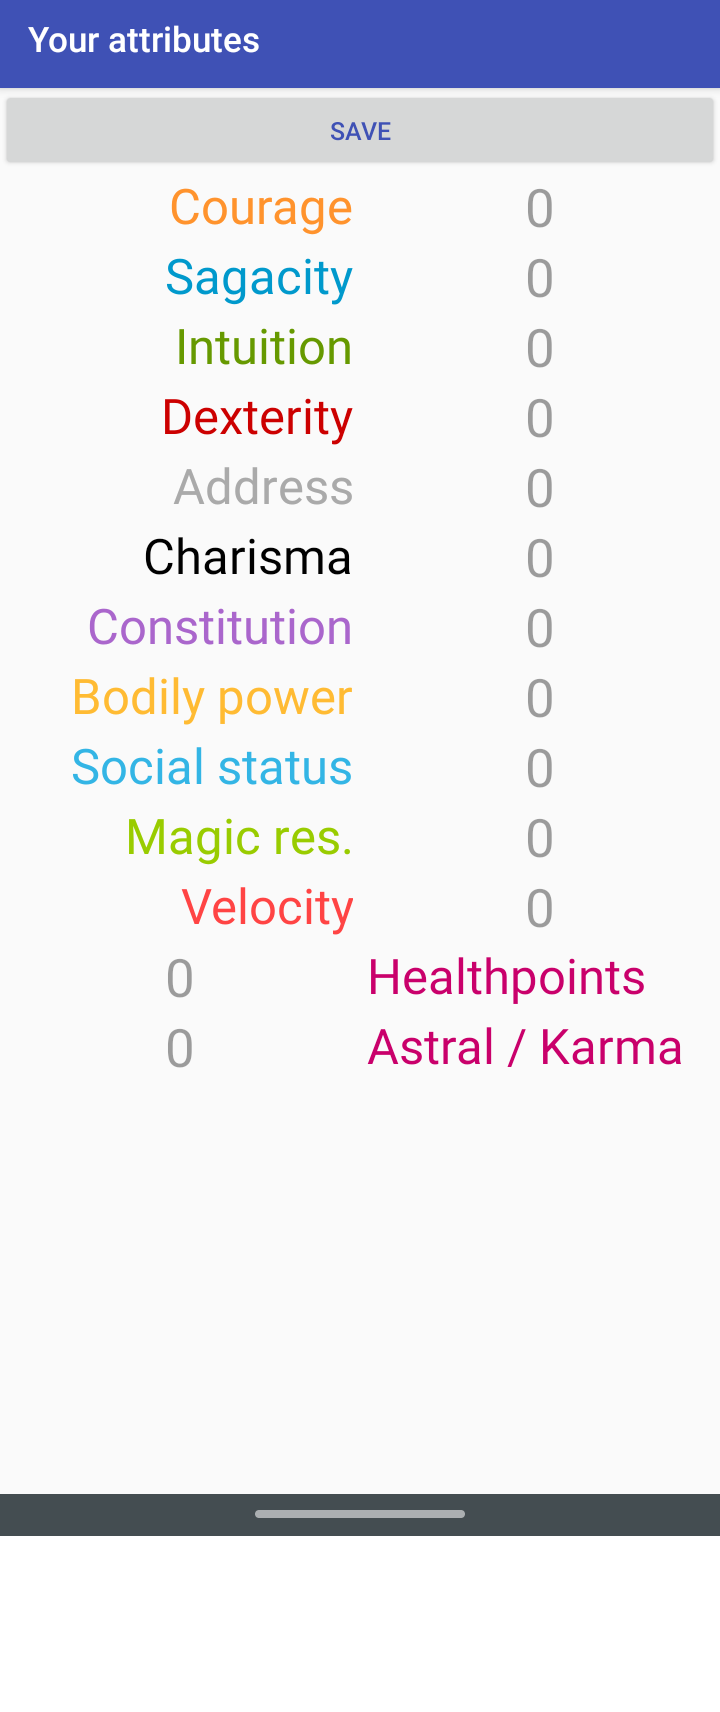 Your attributes
SAVE
Courage 0
Sagacity 0
Intuition 0
Dexterity 0
Address 0
Charisma 0
Constitution 0
Bodily power 0
Social status 0
Magic res. 0
Velocity 0
0 Healthpoints
0 Astral / Karma